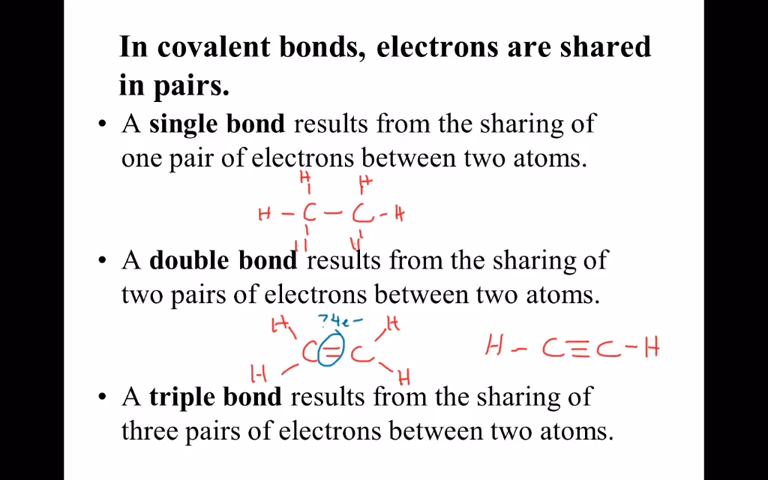 In covalent bonds, electrons are shared
in pairs.
• A single bond results from the sharing of
one pair of electrons between two atoms.
H H
H – C – C – H
H H
• A double bond results from the sharing of
two pairs of electrons between two atoms.
H 4e– H
C = C
H H
H – C ≡ C – H
• A triple bond results from the sharing of
three pairs of electrons between two atoms.